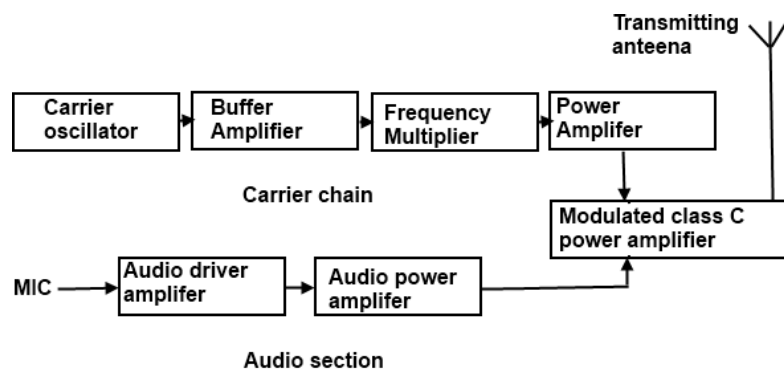 Transmitting
anteena
Carrier
oscillator
Buffer
Amplifier
Frequency
Multiplier
Power
Amplifer
Carrier chain
Modulated class C
power amplifier
MIC
Audio driver
amplifer
Audio power
amplifer
Audio section